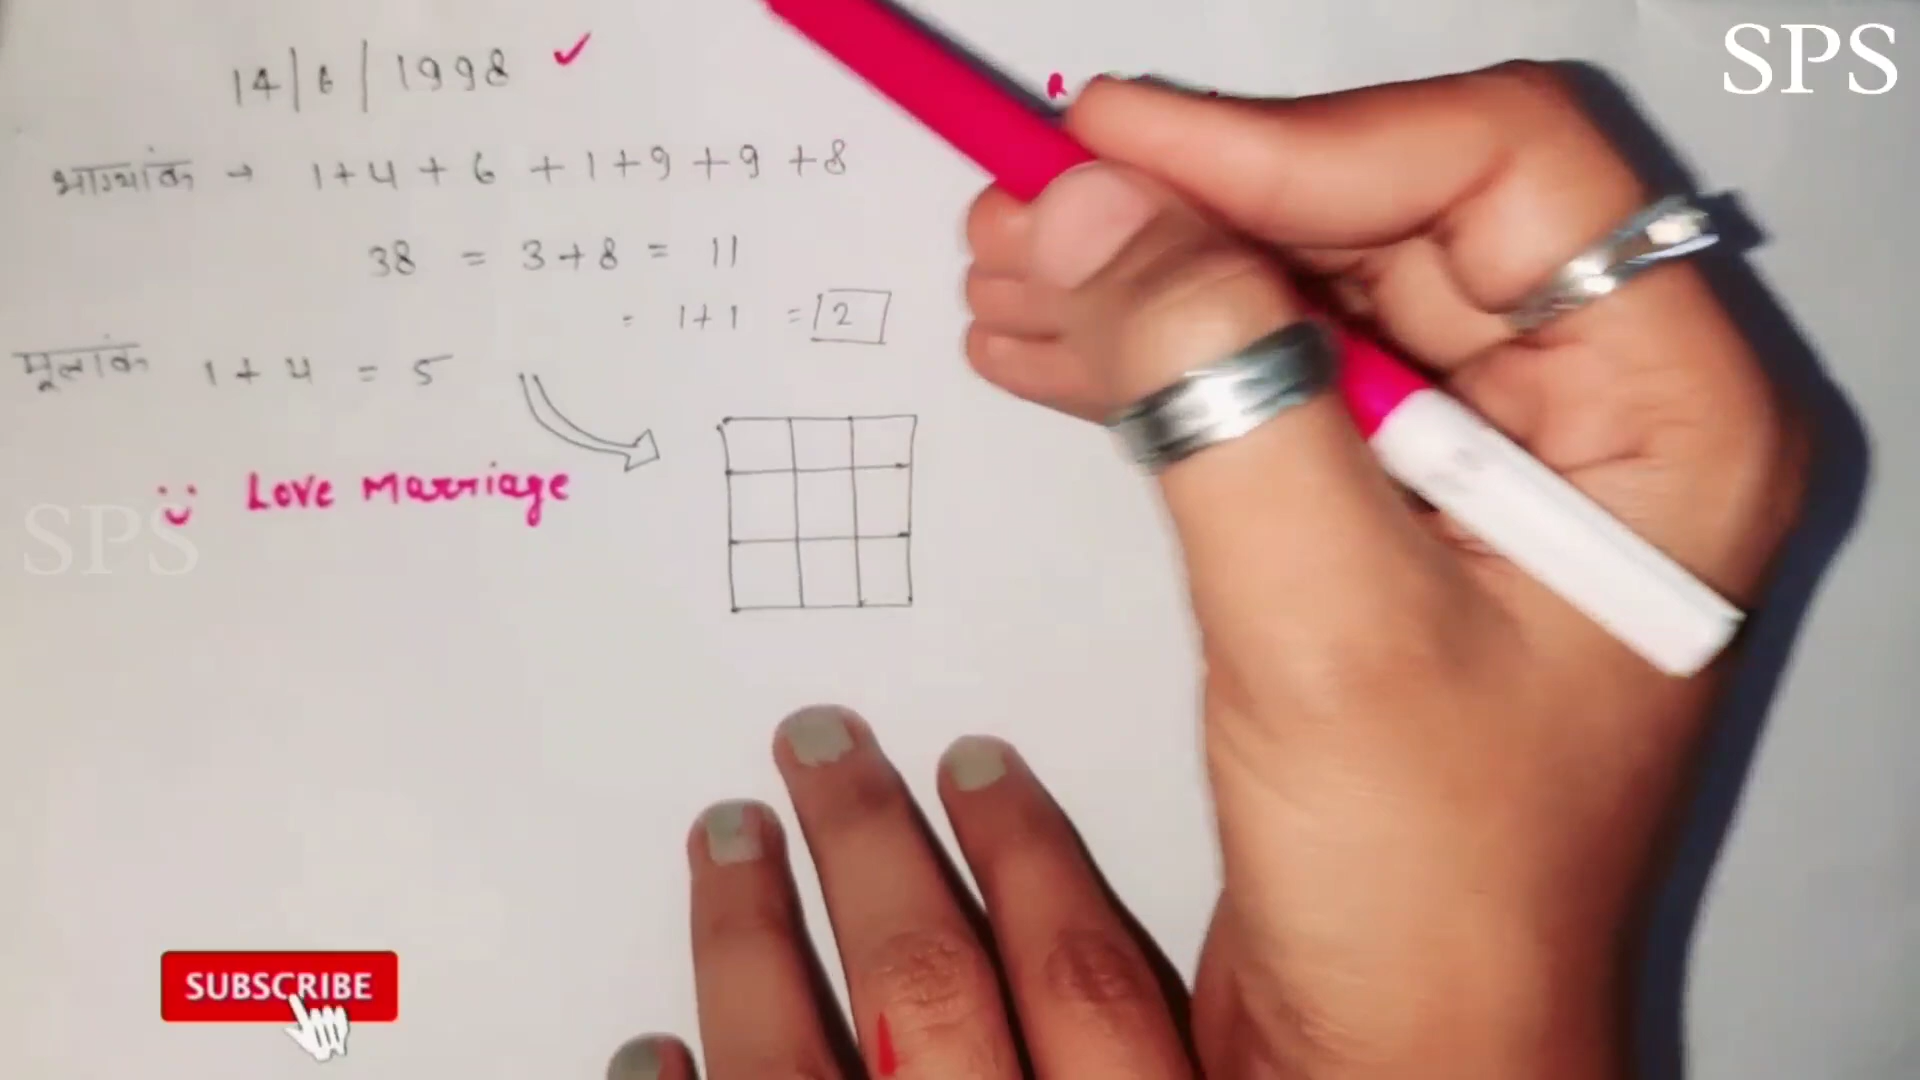 SPS
14/6/1998 ✓
R
भाग्यांक → 1+4+6+1+9+9+8
38 = 3+8 = 11
= 1+1 = 2
मूलांक 1+4 = 5
Love Marriage
SPS
SUBSCRIBE